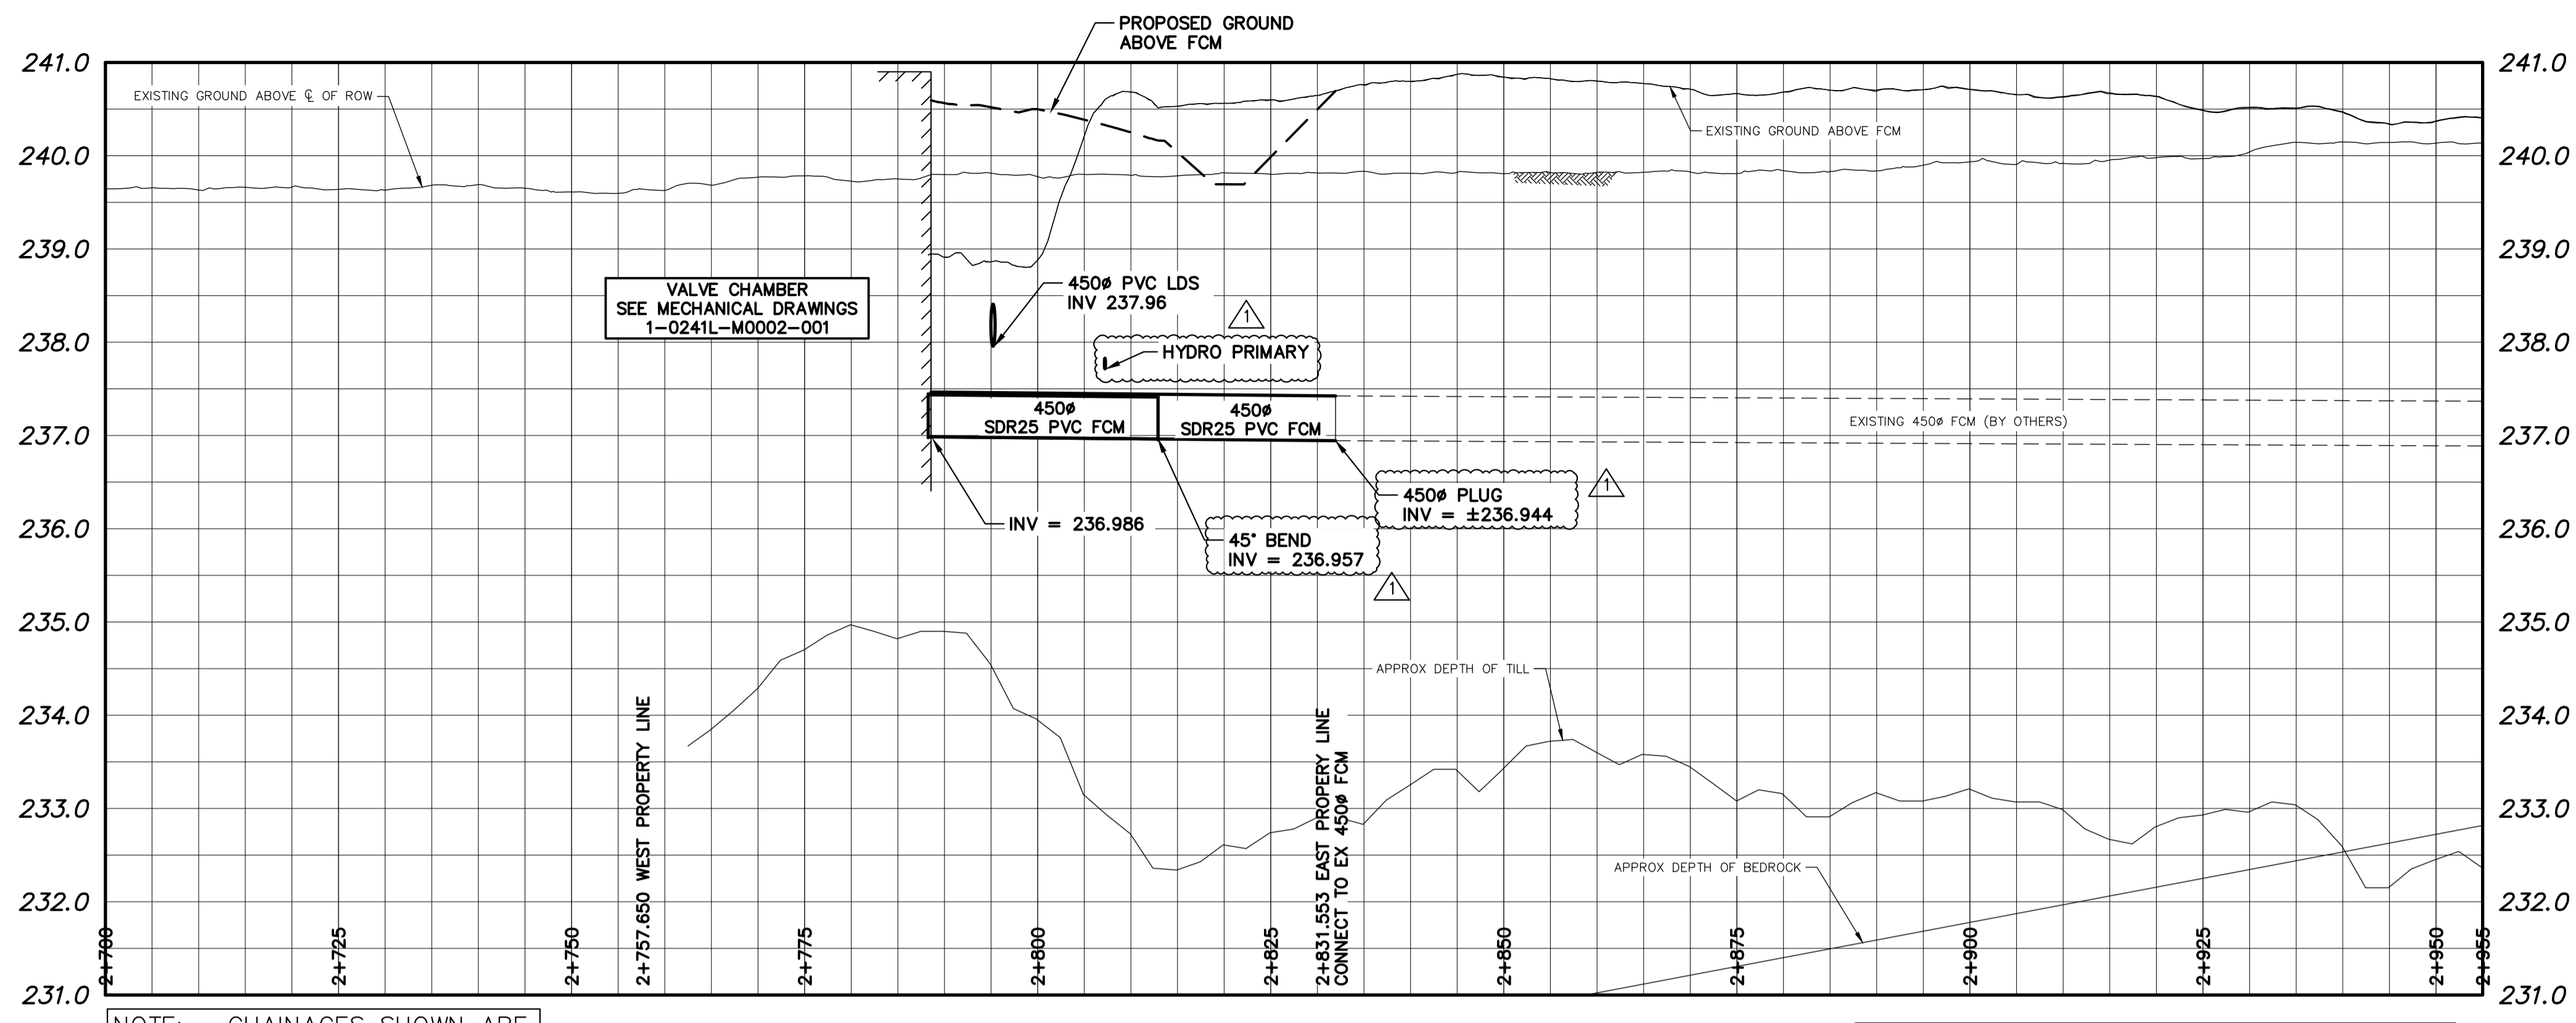 PROPOSED GROUND
ABOVE FCM
241.0
241.0
EXISTING GROUND ABOVE ℄ OF ROW
EXISTING GROUND ABOVE FCM
240.0
240.0
239.0
239.0
450ø PVC LDS
INV 237.96
VALVE CHAMBER
SEE MECHANICAL DRAWINGS
1-0241L-M0002-001
1
238.0
238.0
HYDRO PRIMARY
450ø
SDR25 PVC FCM
450ø
SDR25 PVC FCM
EXISTING 450ø FCM (BY OTHERS)
237.0
237.0
450ø PLUG
INV = ±236.944
1
INV = 236.986
236.0
236.0
45° BEND
INV = 236.957
1
235.0
235.0
APPROX DEPTH OF TILL
234.0
234.0
2+757.650 WEST PROPERTY LINE
2+831.553 EAST PROPERY LINE
CONNECT TO EX 450ø FCM
233.0
233.0
APPROX DEPTH OF BEDROCK
232.0
232.0
2+700
2+725
2+750
2+775
2+800
2+825
2+850
2+875
2+900
2+925
2+950
2+955
231.0
231.0
NOTE: CHAINAGES SHOWN ARE